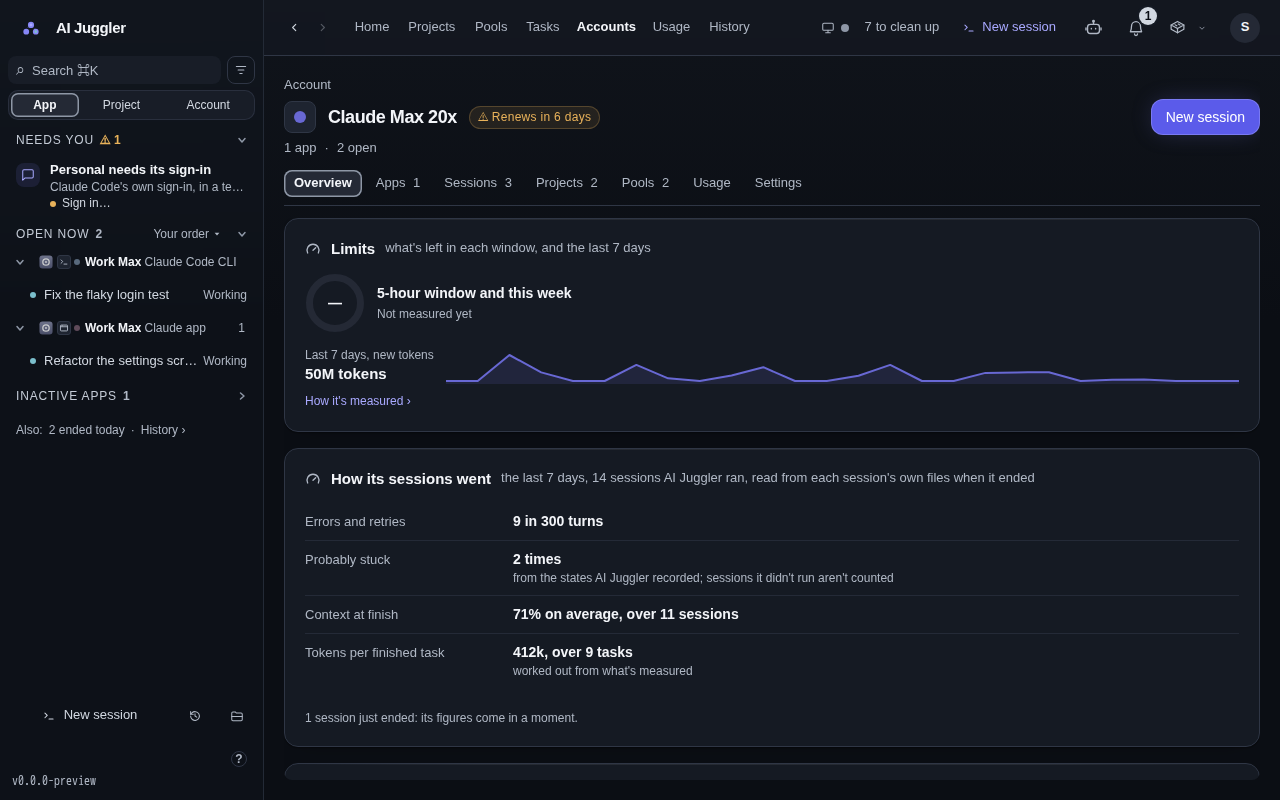 AI Juggler
Search ⌘K
App Project Account
NEEDS YOU 1
Personal needs its sign-in
Claude Code's own sign-in, in a te…
Sign in…
OPEN NOW 2 Your order
Work Max Claude Code CLI
Fix the flaky login test Working
Work Max Claude app 1
Refactor the settings scr… Working
INACTIVE APPS 1
Also: 2 ended today · History ›
New session
?
v0.0.0-preview
Home Projects Pools Tasks Accounts Usage History
7 to clean up
New session
1
S
Account
Claude Max 20x
Renews in 6 days
New session
1 app · 2 open
Overview Apps 1 Sessions 3 Projects 2 Pools 2 Usage Settings
Limits what's left in each window, and the last 7 days
—
5-hour window and this week
Not measured yet
Last 7 days, new tokens
50M tokens
How it's measured ›
How its sessions went the last 7 days, 14 sessions AI Juggler ran, read from each session's own files when it ended
Errors and retries 9 in 300 turns
Probably stuck 2 times
from the states AI Juggler recorded; sessions it didn't run aren't counted
Context at finish 71% on average, over 11 sessions
Tokens per finished task 412k, over 9 tasks
worked out from what's measured
1 session just ended: its figures come in a moment.